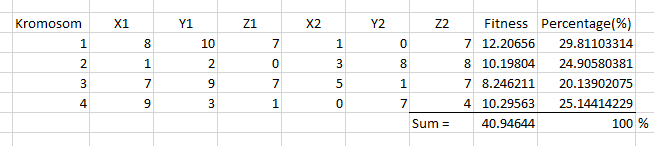 Kromosom X1 Y1 Z1 X2 Y2 Z2 Fitness Percentage(%)
1 8 10 7 1 0 7 12.20656 29.81103314
2 1 2 0 3 8 8 10.19804 24.90580381
3 7 9 7 5 1 7 8.246211 20.13902075
4 9 3 1 0 7 4 10.29563 25.14414229
Sum = 40.94644 100 %